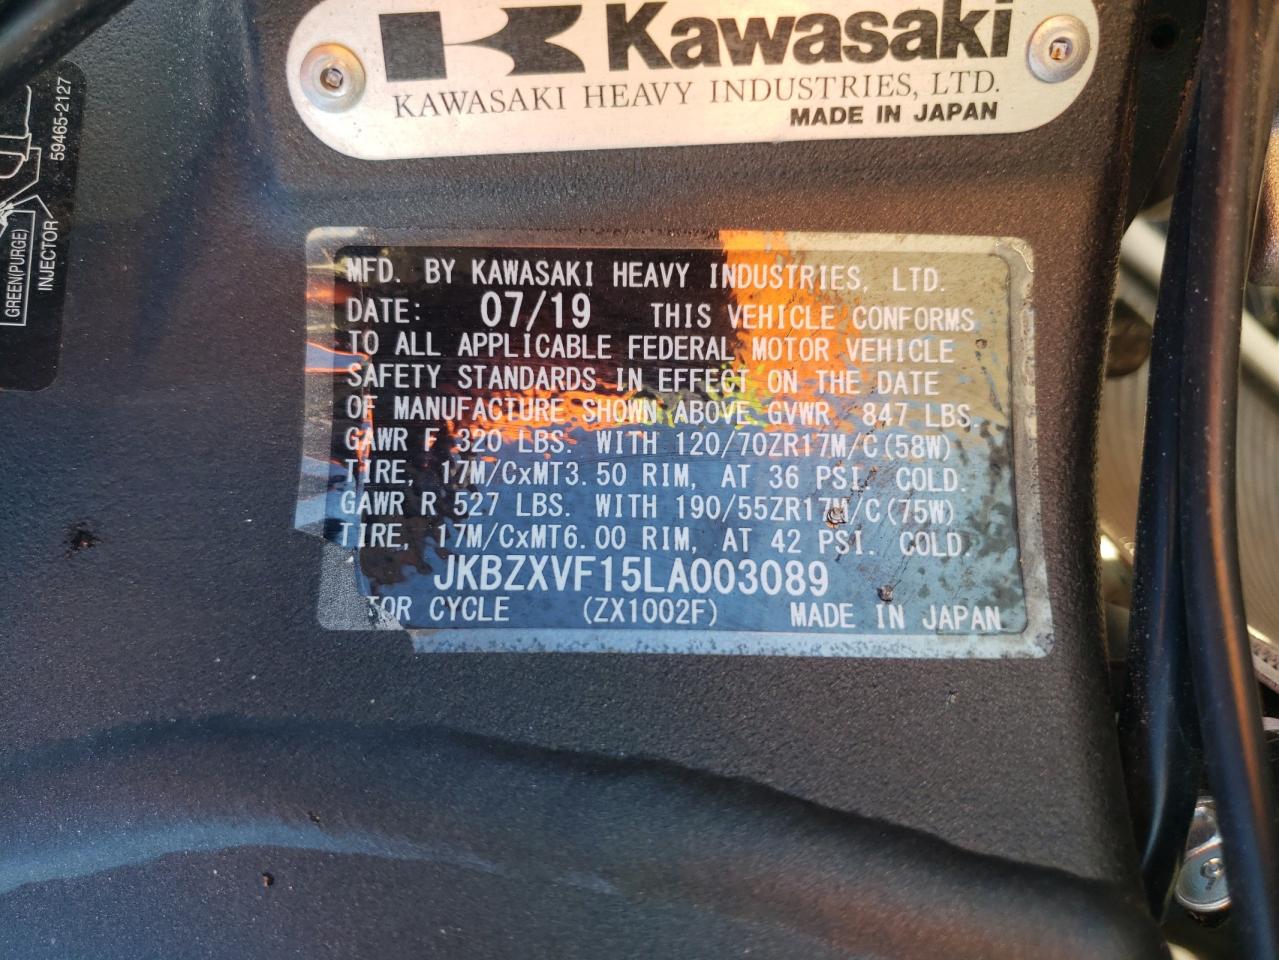 Kawasaki
KAWASAKI HEAVY INDUSTRIES, LTD.
MADE IN JAPAN
59465-2127
GREEN(PURGE)
INJECTOR
MFD. BY KAWASAKI HEAVY INDUSTRIES, LTD.
DATE: 07/19 THIS VEHICLE CONFORMS
TO ALL APPLICABLE FEDERAL MOTOR VEHICLE
SAFETY STANDARDS IN EFFECT ON THE DATE
OF MANUFACTURE SHOWN ABOVE GVWR 847 LBS.
GAWR F 320 LBS. WITH 120/70ZR17M/C(58W)
TIRE, 17M/CxMT3.50 RIM, AT 36 PSI. COLD.
GAWR R 527 LBS. WITH 190/55ZR17M/C(75W)
TIRE, 17M/CxMT6.00 RIM, AT 42 PSI. COLD.
JKBZXVF15LA003089
TOR CYCLE (ZX1002F) MADE IN JAPAN